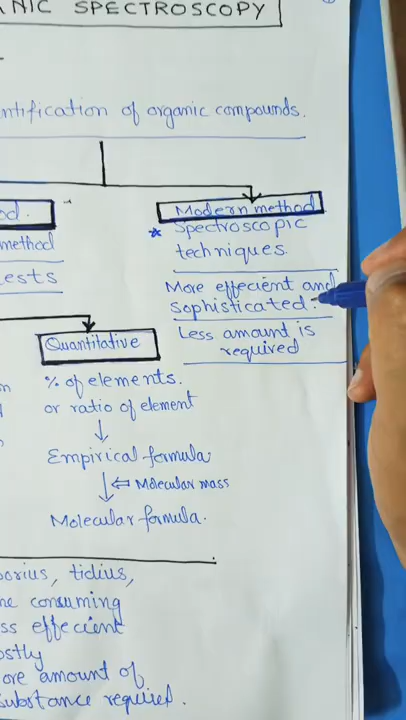 ANIC SPECTROSCOPY
ntification of organic compounds.
od.
method
ests
Modern method
* Spectroscopic
techniques.
More effecient and
sophisticated.
Less amount is
required
Quantitative
% of elements.
or ratio of element
Empirical formula
⇐ Molecular mass
Molecular formula.
orius, tidius,
me consuming
ss effecient
ostly
ore amount of
substance required.